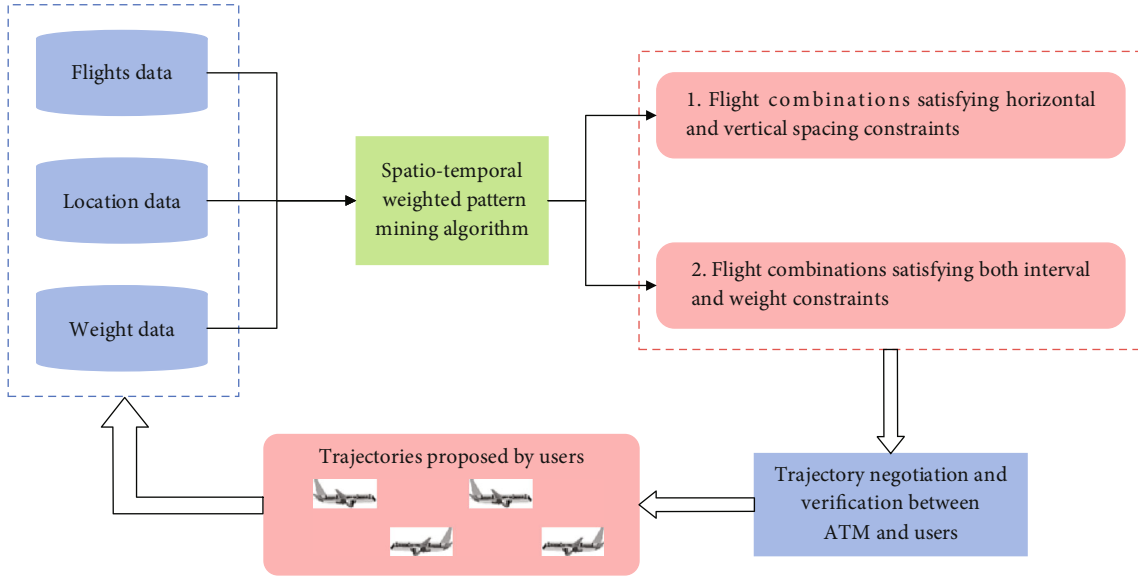 Flights data
Location data
Weight data
Spatio-temporal
weighted pattern
mining algorithm
1. Flight combinations satisfying horizontal
and vertical spacing constraints
2. Flight combinations satisfying both interval
and weight constraints
Trajectories proposed by users
Trajectory negotiation and
verification between
ATM and users